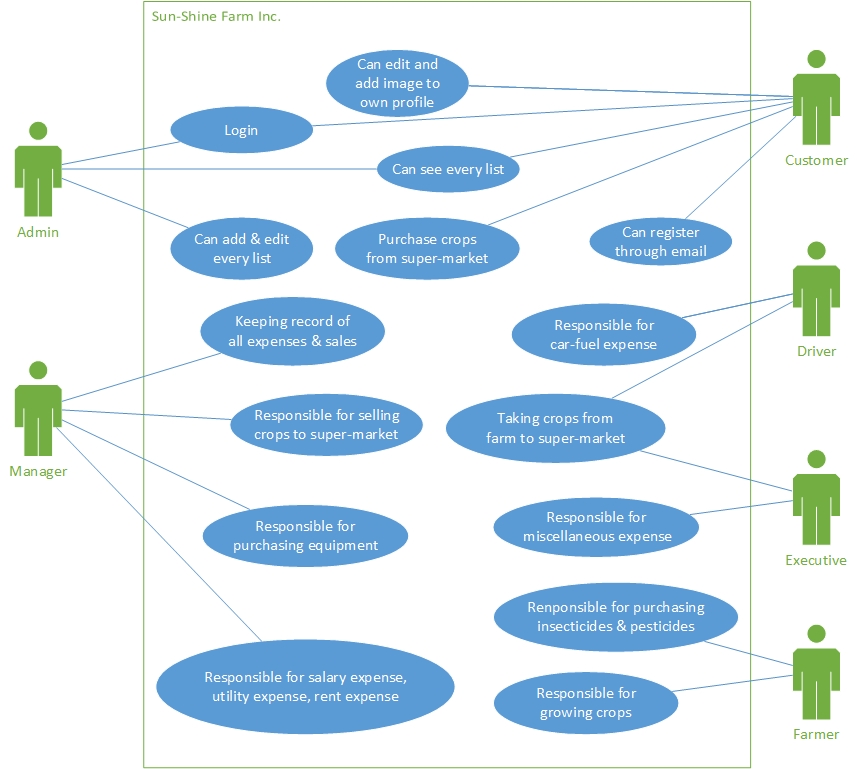 Sun-Shine Farm Inc.
Can edit and
add image to
own profile
Login
Can see every list
Customer
Admin
Can add & edit
every list
Purchase crops
from super-market
Can register
through email
Keeping record of
all expenses & sales
Responsible for
car-fuel expense
Driver
Manager
Responsible for selling
crops to super-market
Taking crops from
farm to super-market
Responsible for
purchasing equipment
Responsible for
miscellaneous expense
Executive
Renponsible for purchasing
insecticides & pesticides
Responsible for salary expense,
utility expense, rent expense
Responsible for
growing crops
Farmer